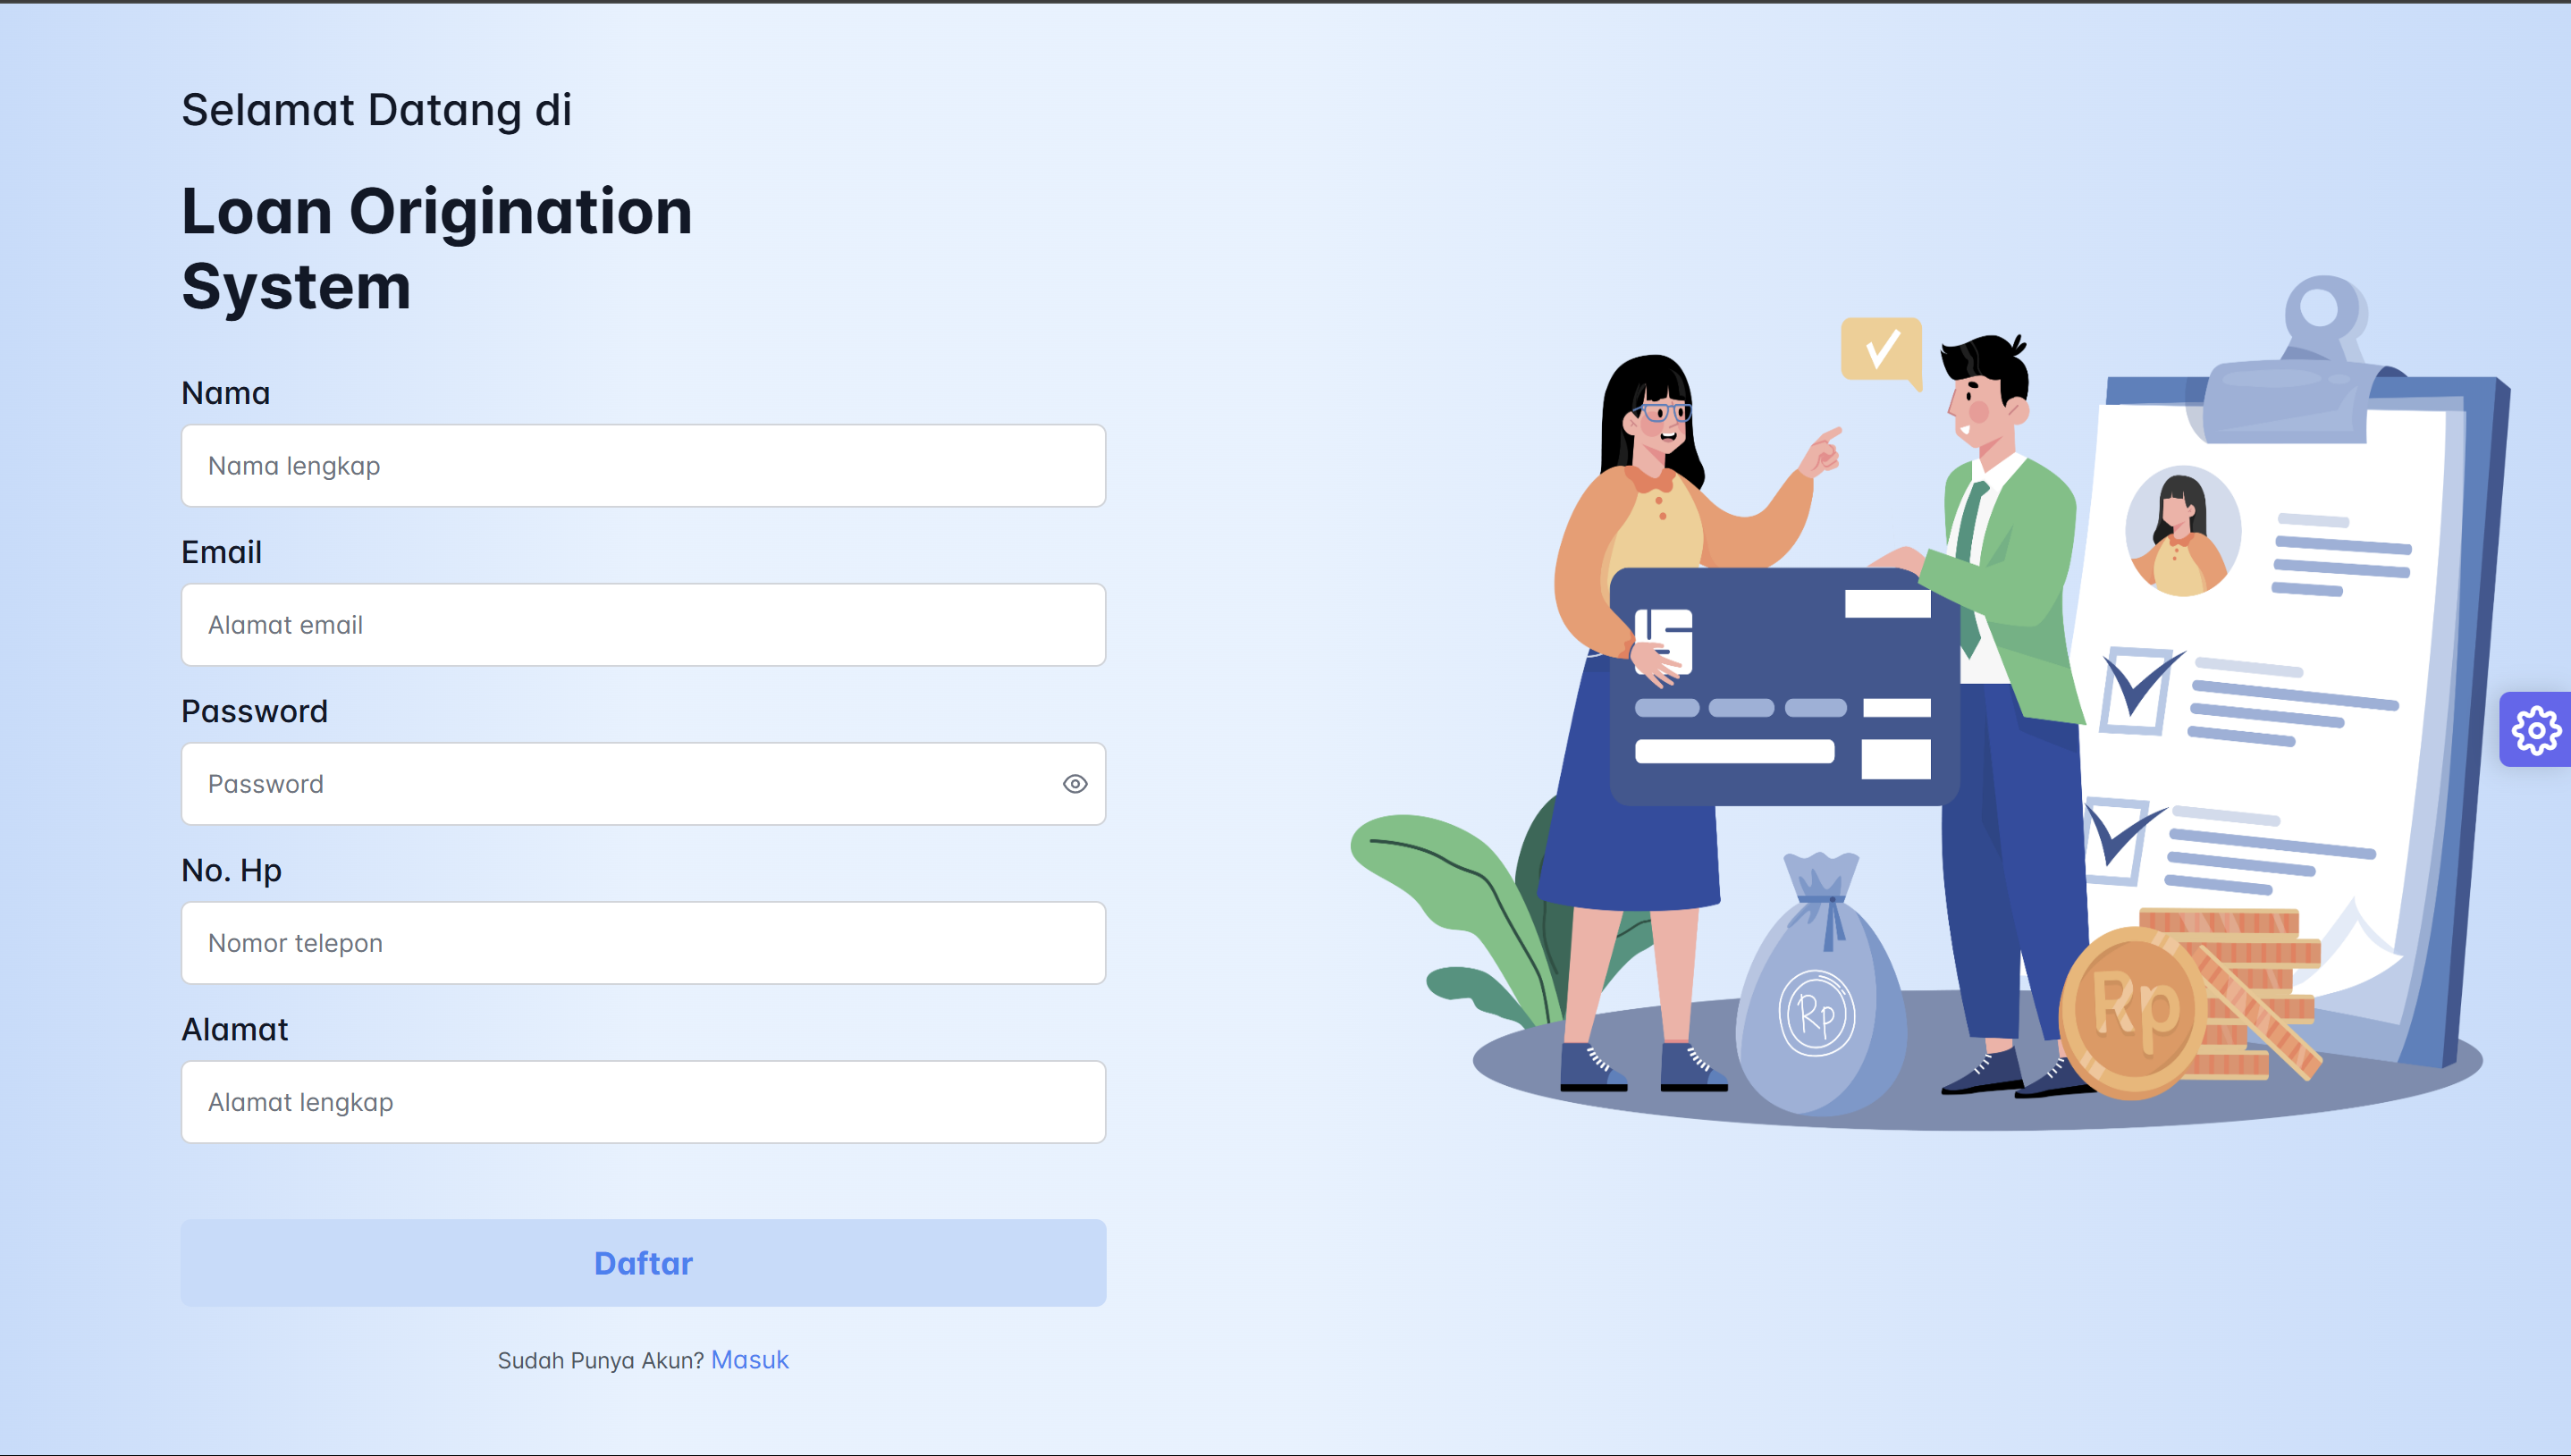 Selamat Datang di
Loan Origination
System
Nama
Nama lengkap
Email
Alamat email
Password
Password
No. Hp
Nomor telepon
Alamat
Alamat lengkap
Daftar
Sudah Punya Akun? Masuk
Rp
Rp